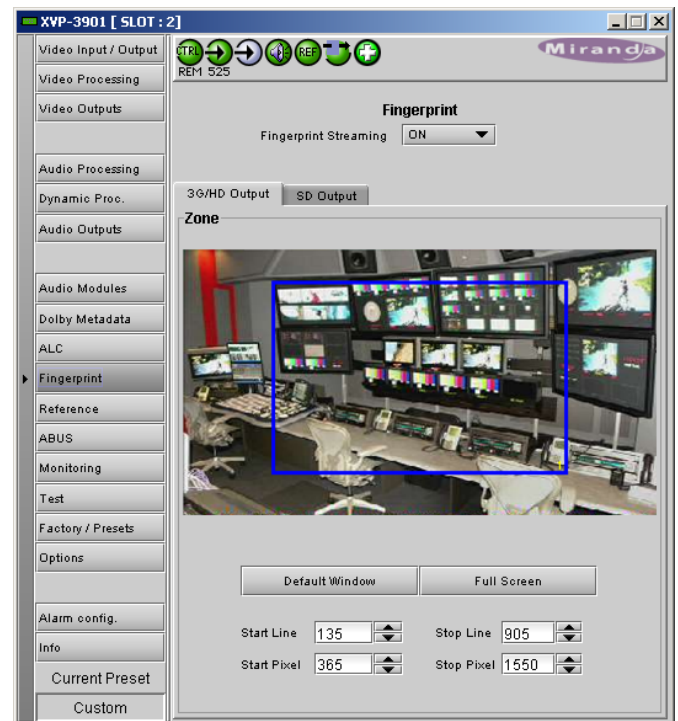 XVP-3901 [ SLOT : 2]
Video Input / Output
Video Processing
Video Outputs
Audio Processing
Dynamic Proc.
Audio Outputs
Audio Modules
Dolby Metadata
ALC
Fingerprint
Reference
ABUS
Monitoring
Test
Factory / Presets
Options
Alarm config.
Info
Current Preset
Custom
CTRL
REF
REM 525
Miranda
Fingerprint
Fingerprint Streaming ON
3G/HD Output SD Output
Zone
Default Window Full Screen
Start Line 135 Stop Line 905
Start Pixel 365 Stop Pixel 1550